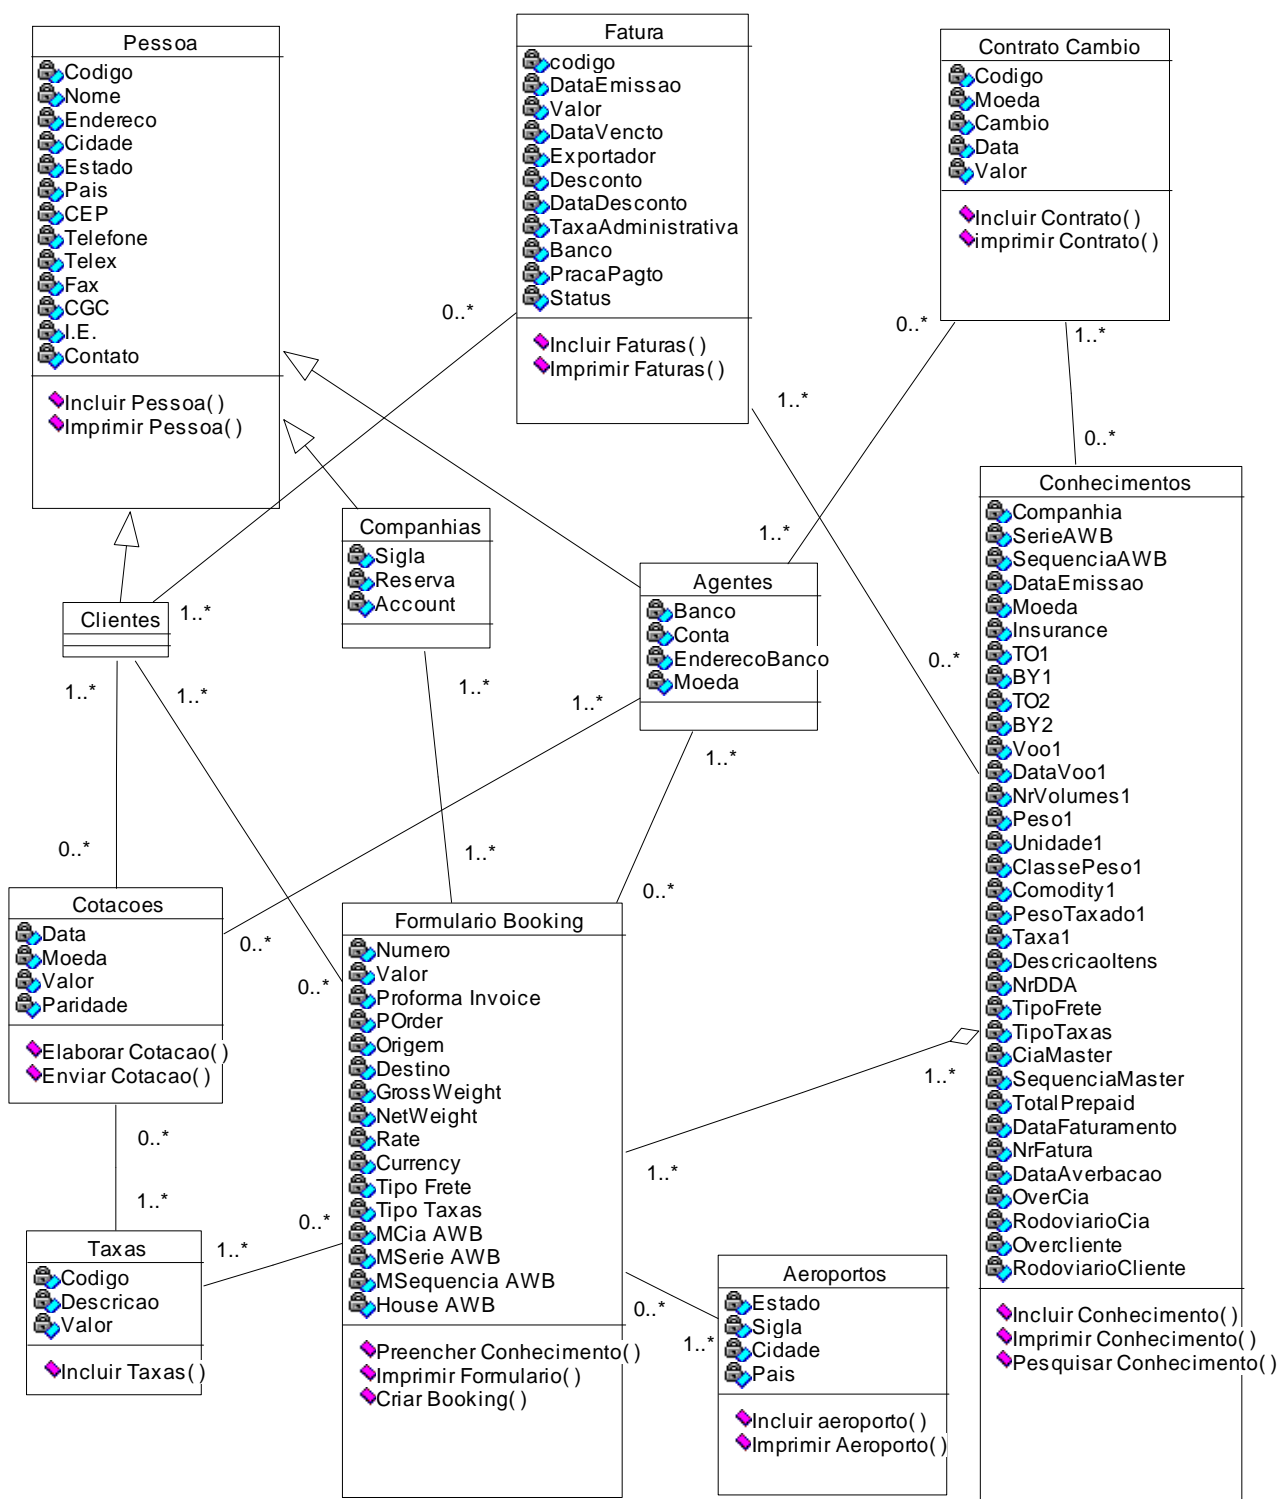 Pessoa
Codigo
Nome
Endereco
Cidade
Estado
Pais
CEP
Telefone
Telex
Fax
CGC
I.E.
Contato
Incluir Pessoa( )
Imprimir Pessoa( )
Fatura
codigo
DataEmissao
Valor
DataVencto
Exportador
Desconto
DataDesconto
TaxaAdministrativa
Banco
PracaPagto
Status
Incluir Faturas( )
Imprimir Faturas( )
Contrato Cambio
Codigo
Moeda
Cambio
Data
Valor
Incluir Contrato( )
imprimir Contrato( )
0..*
0..*
1..*
1..*
0..*
1..*
Companhias
Sigla
Reserva
Account
Clientes
1..*
Agentes
Banco
Conta
EnderecoBanco
Moeda
0..*
1..*
1..*
1..*
1..*
1..*
0..*
1..*
0..*
0..*
0..*
Conhecimentos
Companhia
SerieAWB
SequenciaAWB
DataEmissao
Moeda
Insurance
TO1
BY1
TO2
BY2
Voo1
DataVoo1
NrVolumes1
Peso1
Unidade1
ClassePeso1
Comodity1
PesoTaxado1
Taxa1
DescricaoItens
NrDDA
TipoFrete
TipoTaxas
CiaMaster
SequenciaMaster
TotalPrepaid
DataFaturamento
NrFatura
DataAverbacao
OverCia
RodoviarioCia
Overcliente
RodoviarioCliente
Incluir Conhecimento( )
Imprimir Conhecimento( )
Pesquisar Conhecimento( )
Cotacoes
Data
Moeda
Valor
Paridade
Elaborar Cotacao( )
Enviar Cotacao( )
Formulario Booking
Numero
Valor
Proforma Invoice
POrder
Origem
Destino
GrossWeight
NetWeight
Rate
Currency
Tipo Frete
Tipo Taxas
MCia AWB
MSerie AWB
MSequencia AWB
House AWB
Preencher Conhecimento( )
Imprimir Formulario( )
Criar Booking( )
1..*
1..*
0..*
1..*
0..*
1..*
0..*
1..*
Taxas
Codigo
Descricao
Valor
Incluir Taxas( )
Aeroportos
Estado
Sigla
Cidade
Pais
Incluir aeroporto( )
Imprimir Aeroporto( )